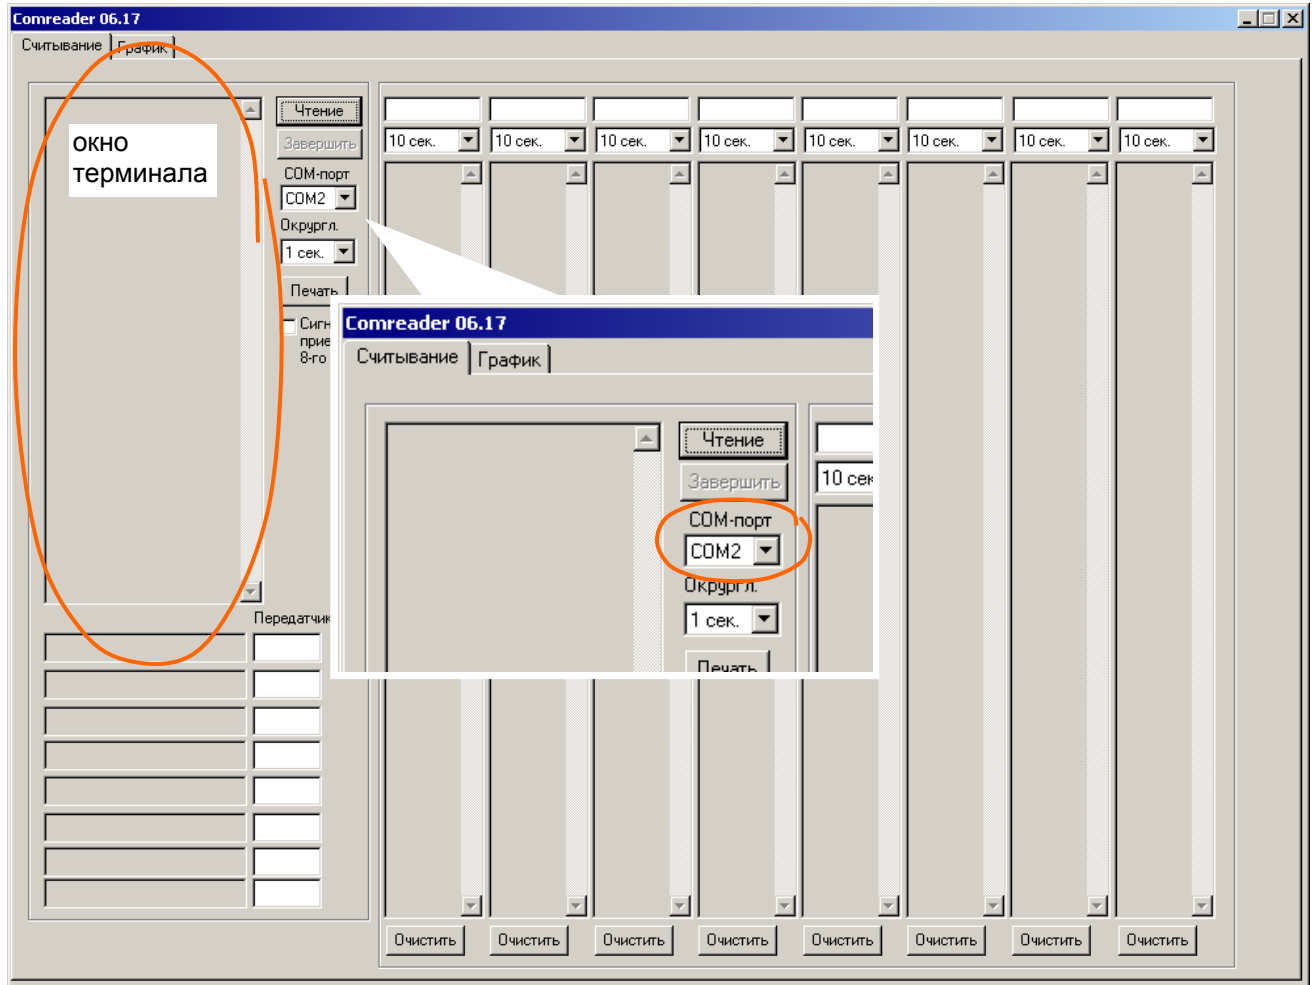 Comreader 06.17
Считывание График
окно
терминала
Чтение
Завершить
COM-порт
COM2
Округл.
1 сек.
Печать
Сигн
прие
8-го
Передатчик
10 сек. 10 сек. 10 сек. 10 сек. 10 сек. 10 сек. 10 сек. 10 сек.
Comreader 06.17
Считывание График
Чтение
Завершить
10 сек
COM-порт
COM2
Округл.
1 сек.
Печать
Очистить Очистить Очистить Очистить Очистить Очистить Очистить Очистить